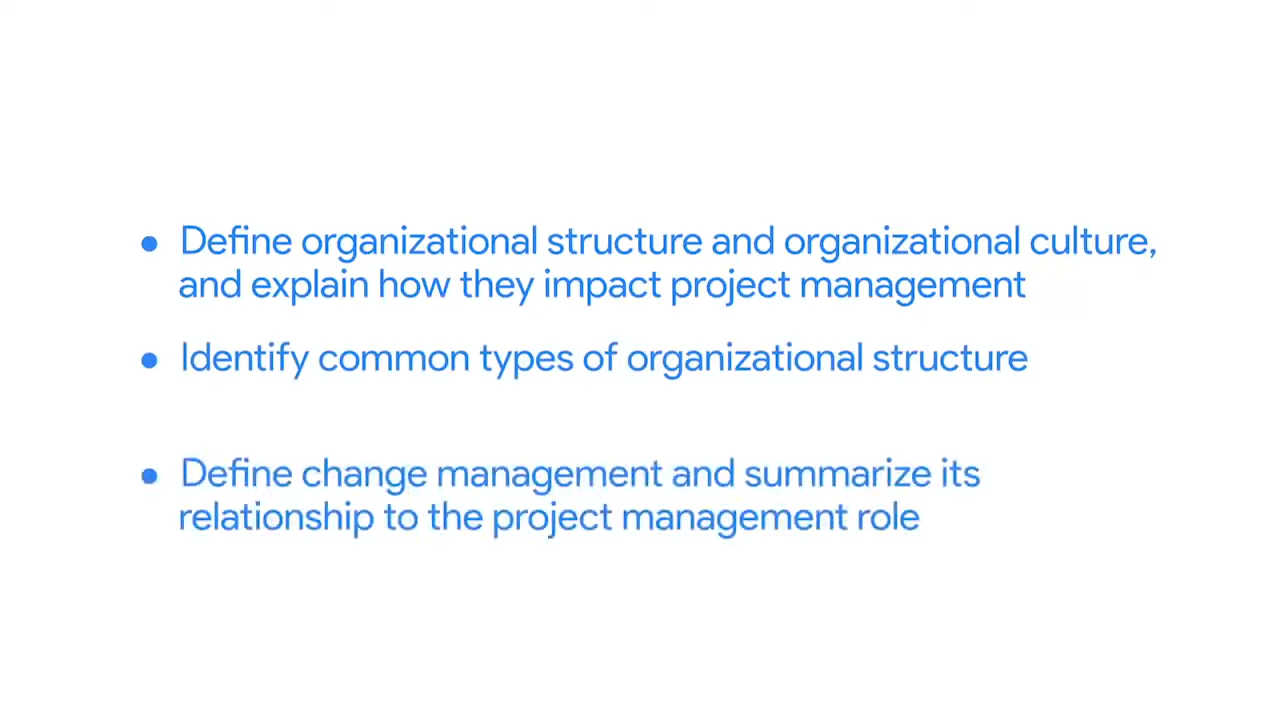 • Define organizational structure and organizational culture,
and explain how they impact project management
• Identify common types of organizational structure
• Define change management and summarize its
relationship to the project management role